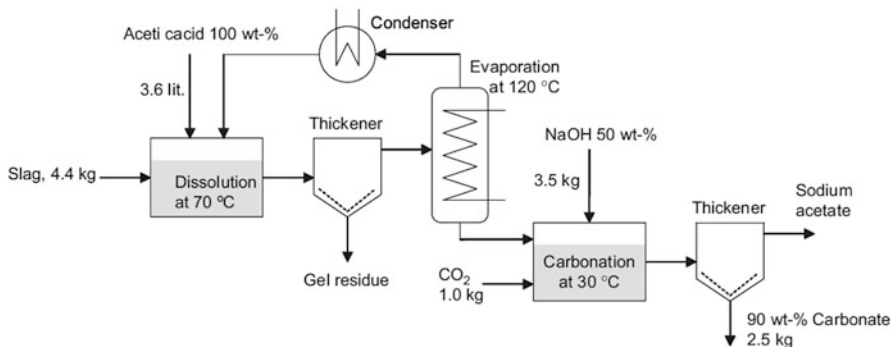 Condenser
Aceti cacid 100 wt-%
3.6 lit.
Evaporation
at 120 °C
Thickener
NaOH 50 wt-%
3.5 kg
Slag, 4.4 kg
Dissolution
at 70 ºC
Thickener
Sodium
acetate
Gel residue
CO2
1.0 kg
Carbonation
at 30 °C
90 wt-% Carbonate
2.5 kg